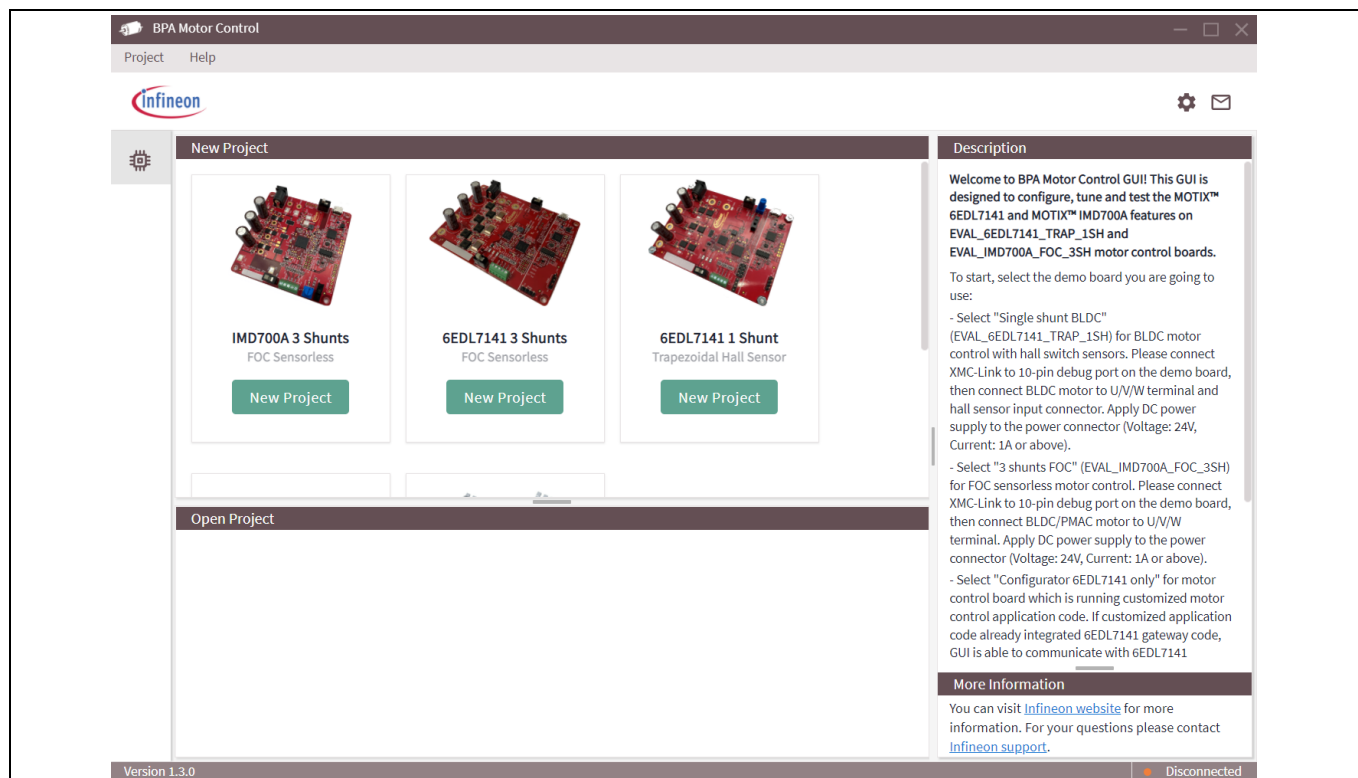 BPA Motor Control
Project Help
infineon
New Project
IMD700A 3 Shunts
FOC Sensorless
New Project
6EDL7141 3 Shunts
FOC Sensorless
New Project
6EDL7141 1 Shunt
Trapezoidal Hall Sensor
New Project
Open Project
Description
Welcome to BPA Motor Control GUI! This GUI is
designed to configure, tune and test the MOTIX™
6EDL7141 and MOTIX™ IMD700A features on
EVAL_6EDL7141_TRAP_1SH and
EVAL_IMD700A_FOC_3SH motor control boards.
To start, select the demo board you are going to
use:
- Select "Single shunt BLDC"
(EVAL_6EDL7141_TRAP_1SH) for BLDC motor
control with hall switch sensors. Please connect
XMC-Link to 10-pin debug port on the demo board,
then connect BLDC motor to U/V/W terminal and
hall sensor input connector. Apply DC power
supply to the power connector (Voltage: 24V,
Current: 1A or above).
- Select "3 shunts FOC" (EVAL_IMD700A_FOC_3SH)
for FOC sensorless motor control. Please connect
XMC-Link to 10-pin debug port on the demo board,
then connect BLDC/PMAC motor to U/V/W
terminal. Apply DC power supply to the power
connector (Voltage: 24V, Current: 1A or above).
- Select "Configurator 6EDL7141 only" for motor
control board which is running customized motor
control application code. If customized application
code already integrated 6EDL7141 gateway code,
GUI is able to communicate with 6EDL7141
More Information
You can visit Infineon website for more
information. For your questions please contact
Infineon support.
Version 1.3.0
Disconnected